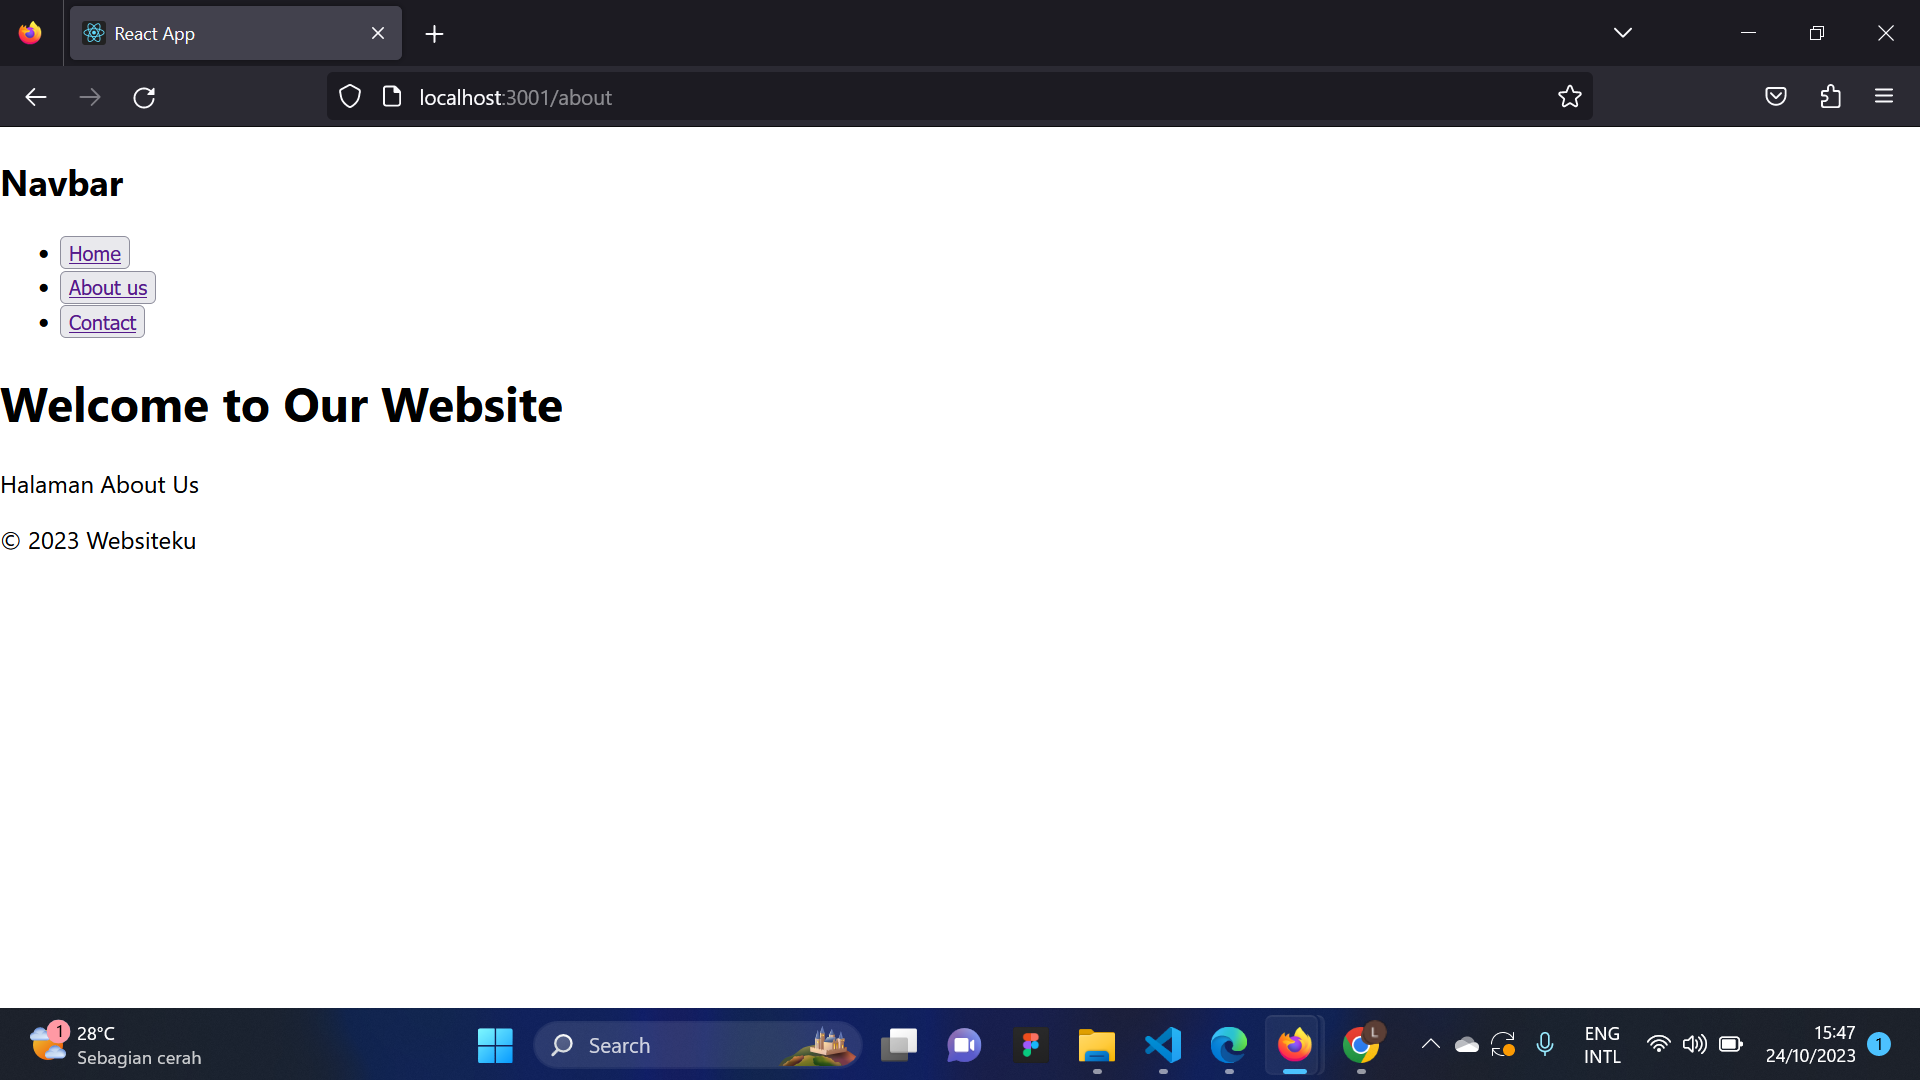 React App
localhost:3001/about
Navbar
Home
About us
Contact
Welcome to Our Website
Halaman About Us
© 2023 Websiteku
1
28°C
Sebagian cerah
Search
L
ENG
INTL
15:47
24/10/2023
1